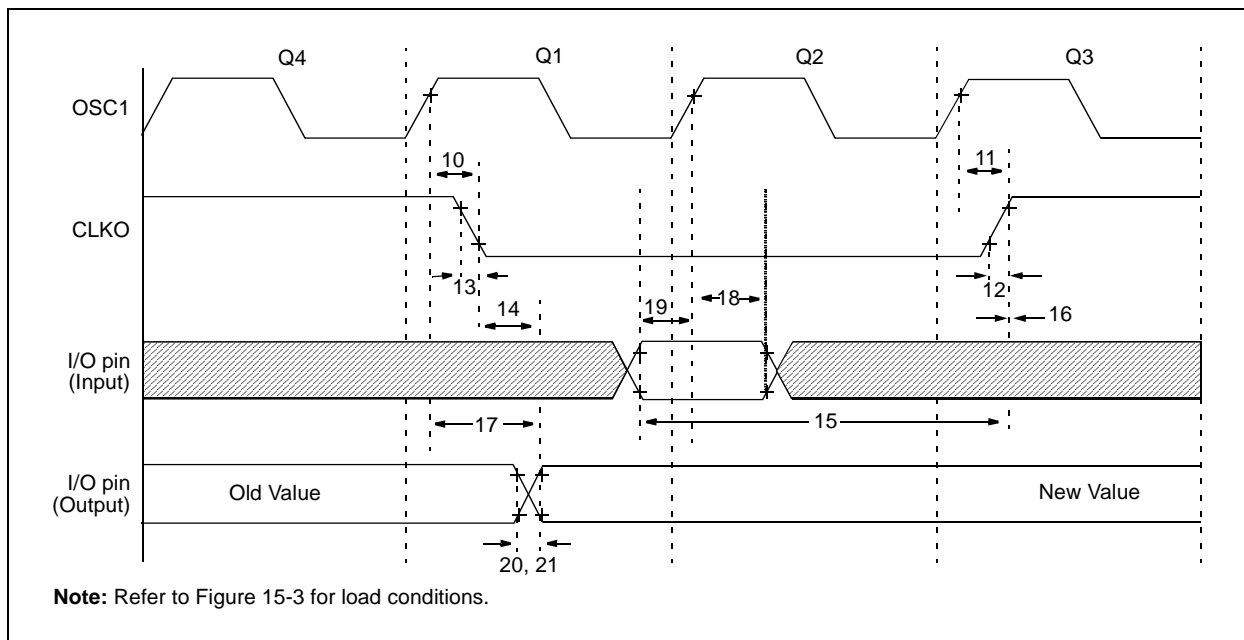 Q4 Q1 Q2 Q3
OSC1
10 11
CLKO
13 12
14 19 18 16
I/O pin
(Input)
17 15
I/O pin
(Output)
Old Value New Value
20, 21
Note: Refer to Figure 15-3 for load conditions.